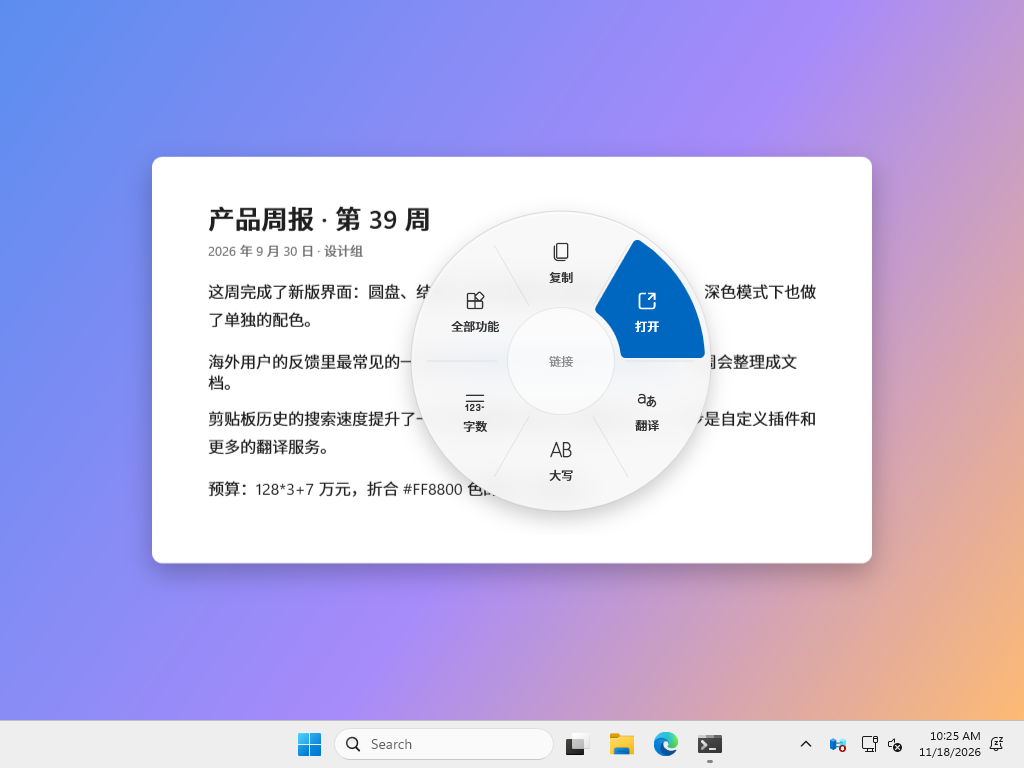 产品周报 · 第 39 周
2026 年 9 月 30 日 · 设计组
这周完成了新版界面：圆盘、
深色模式下也做
了单独的配色。
海外用户的反馈里最常见的一
周会整理成文
档。
剪贴板历史的搜索速度提升了一
是自定义插件和
更多的翻译服务。
预算：128*3+7 万元，折合 #FF8800 色
复制
打开
全部功能
链接
字数
翻译
AB
大写
aあ
123-
Search
10:25 AM
11/18/2026